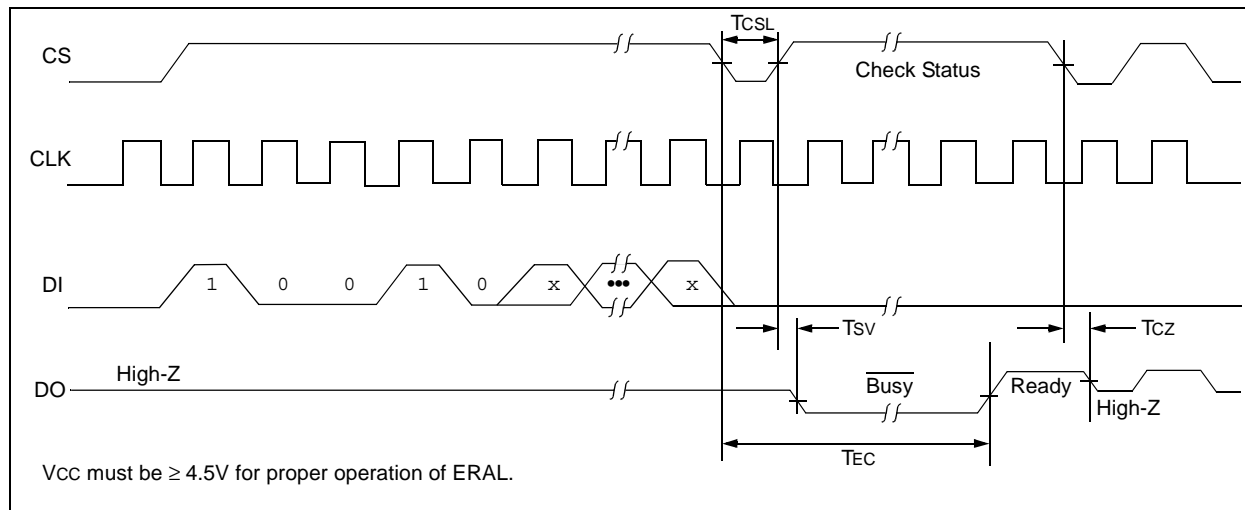 TCSL
CS
Check Status
CLK
DI
1 0 0 1 0 x ••• x
TSV
TCZ
High-Z
DO
Busy
Ready
High-Z
TEC
VCC must be ≥ 4.5V for proper operation of ERAL.